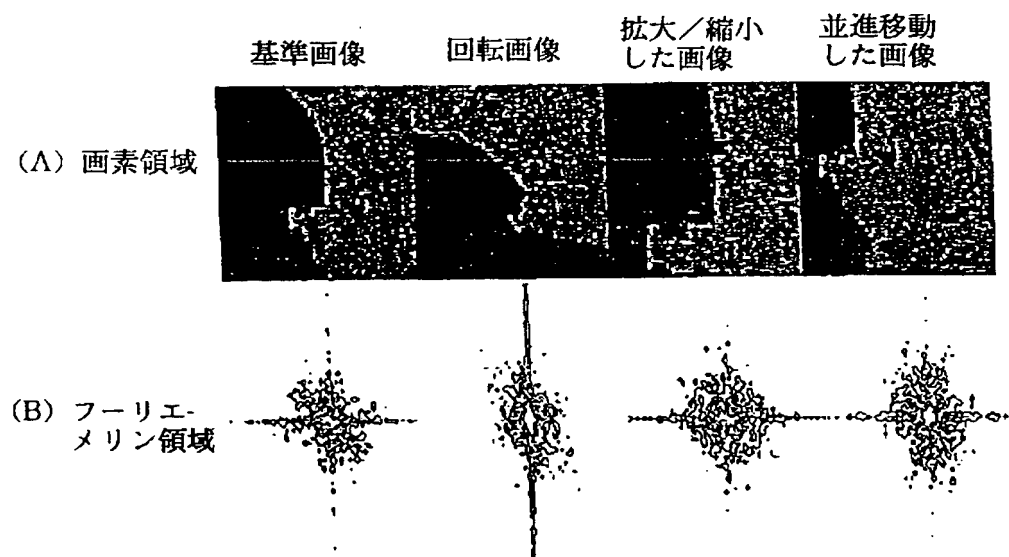 基準画像
回転画像
拡大／縮小
した画像
並進移動
した画像
(A) 画素領域
(B) フーリエ-
メリン領域